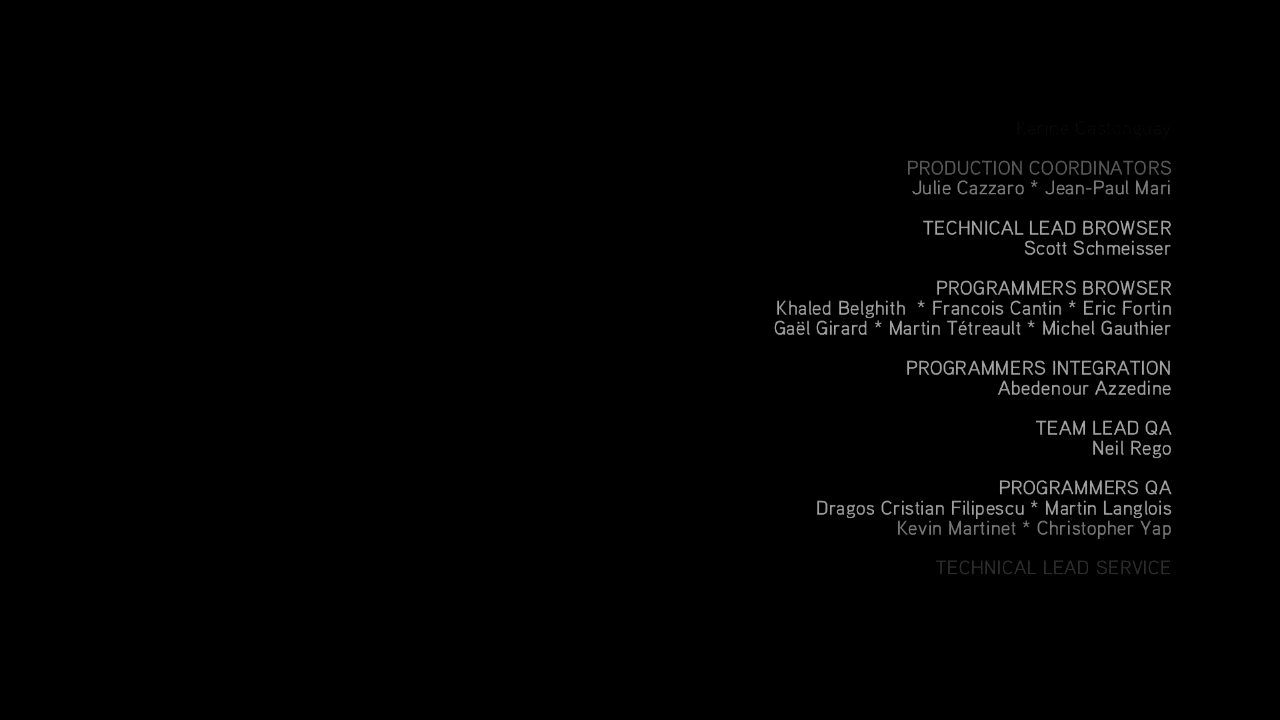 Karine Castonguay
PRODUCTION COORDINATORS
Julie Cazzaro * Jean-Paul Mari
TECHNICAL LEAD BROWSER
Scott Schmeisser
PROGRAMMERS BROWSER
Khaled Belghith * Francois Cantin * Eric Fortin
Gaël Girard * Martin Tétreault * Michel Gauthier
PROGRAMMERS INTEGRATION
Abedenour Azzedine
TEAM LEAD QA
Neil Rego
PROGRAMMERS QA
Dragos Cristian Filipescu * Martin Langlois
Kevin Martinet * Christopher Yap
TECHNICAL LEAD SERVICE